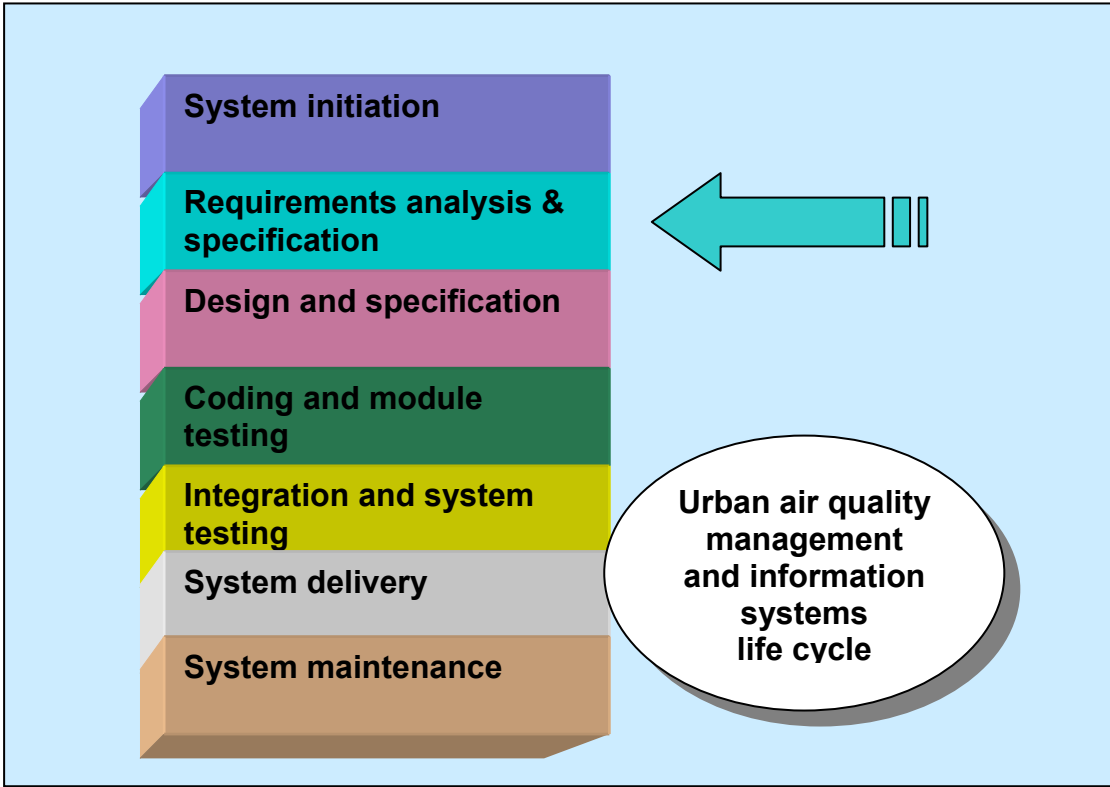 System initiation
Requirements analysis &
specification
Design and specification
Coding and module
testing
Integration and system
testing
System delivery
System maintenance
Urban air quality
management
and information
systems
life cycle